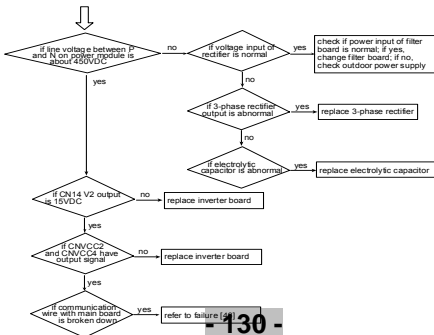 if line voltage between P
and N on power module is
about 450VDC
no
if voltage input of
rectifier is normal
yes
check if power input of filter
board is normal; if yes,
change filter board; if no,
check outdoor power supply
no
yes
if 3-phase rectifier
output is abnormal
yes
replace 3-phase rectifier
no
if electrolytic
capacitor is abnormal
yes
replace electrolytic capacitor
if CN14 V2 output
is 15VDC
no
replace inverter board
yes
if CNVCC2
and CNVCC4 have
output signal
no
replace inverter board
yes
if communication
wire with main board
is broken down
yes
refer to failure
- 130 -